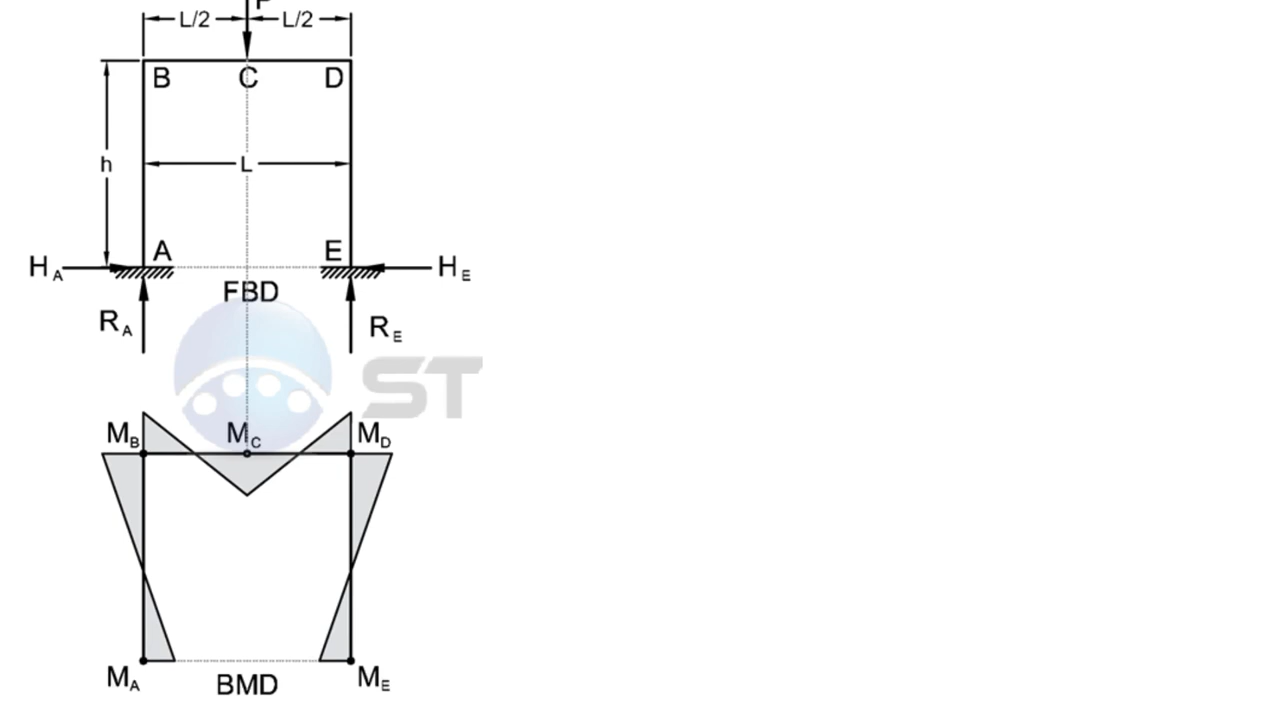 P
L/2 L/2
B C D
h L
A E
H A H E
FBD
R A R E
ST
M B M C M D
M A BMD M E